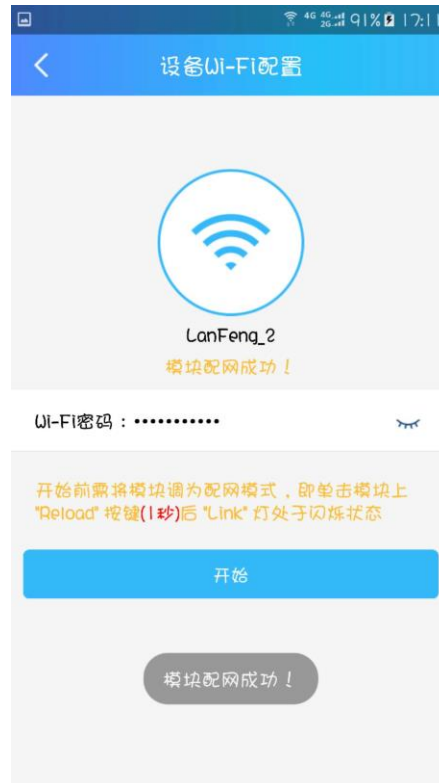 4G 4G 2G 91% 17:11
设备Wi-Fi配置
LanFeng_2
模块配网成功！
Wi-Fi密码：•••••••••••
开始前需将模块调为配网模式，即单击模块上
"Reload" 按键(1秒)后 "Link" 灯处于闪烁状态
开始
模块配网成功！